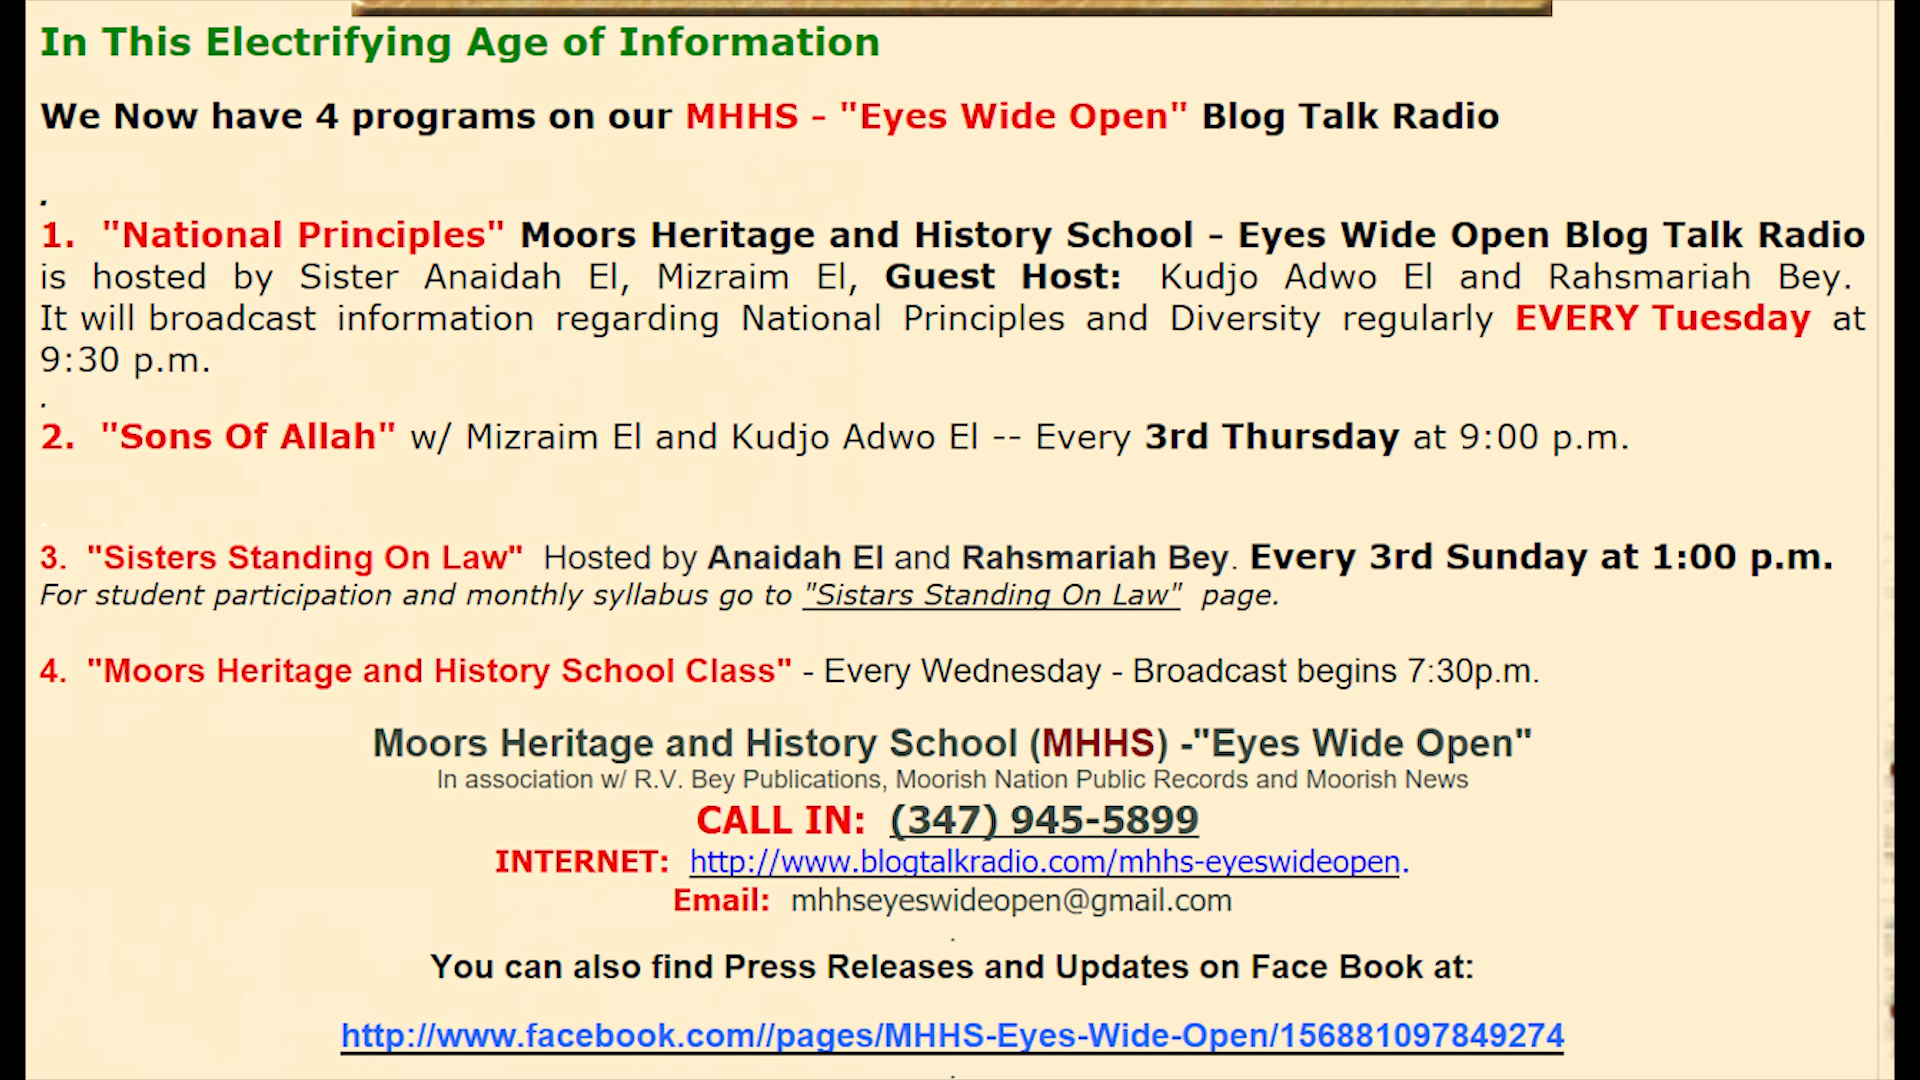 In This Electrifying Age of Information
We Now have 4 programs on our MHHS - "Eyes Wide Open" Blog Talk Radio
.
1. "National Principles" Moors Heritage and History School - Eyes Wide Open Blog Talk Radio
is hosted by Sister Anaidah El, Mizraim El, Guest Host: Kudjo Adwo El and Rahsmariah Bey.
It will broadcast information regarding National Principles and Diversity regularly EVERY Tuesday at
9:30 p.m.
.
2. "Sons Of Allah" w/ Mizraim El and Kudjo Adwo El -- Every 3rd Thursday at 9:00 p.m.
3. "Sisters Standing On Law" Hosted by Anaidah El and Rahsmariah Bey. Every 3rd Sunday at 1:00 p.m.
For student participation and monthly syllabus go to "Sistars Standing On Law" page.
4. "Moors Heritage and History School Class" - Every Wednesday - Broadcast begins 7:30p.m.
Moors Heritage and History School (MHHS) -"Eyes Wide Open"
In association w/ R.V. Bey Publications, Moorish Nation Public Records and Moorish News
CALL IN: (347) 945-5899
INTERNET: http://www.blogtalkradio.com/mhhs-eyeswideopen.
Email: mhhseyeswideopen@gmail.com
.
You can also find Press Releases and Updates on Face Book at:
http://www.facebook.com//pages/MHHS-Eyes-Wide-Open/156881097849274
.